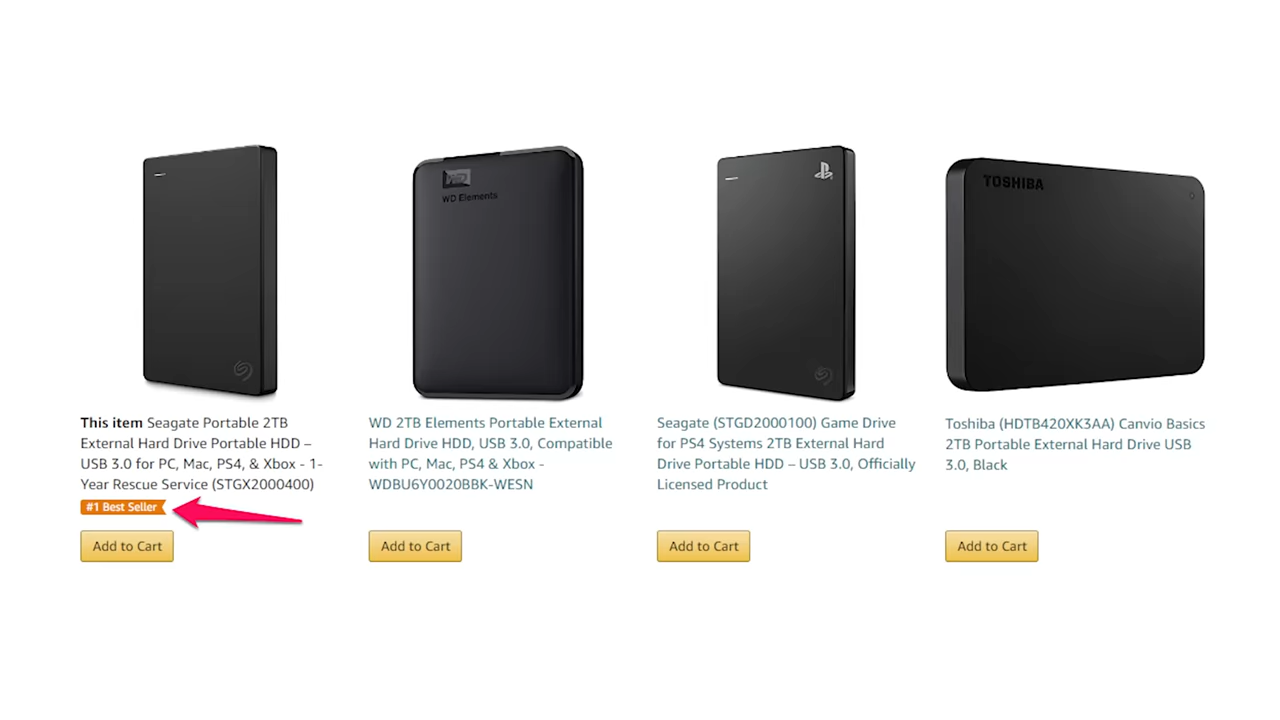 WD
WD Elements
TOSHIBA
This item Seagate Portable 2TB
External Hard Drive Portable HDD –
USB 3.0 for PC, Mac, PS4, & Xbox - 1-
Year Rescue Service (STGX2000400)
#1 Best Seller
Add to Cart
WD 2TB Elements Portable External
Hard Drive HDD, USB 3.0, Compatible
with PC, Mac, PS4 & Xbox -
WDBU6Y0020BBK-WESN
Add to Cart
Seagate (STGD2000100) Game Drive
for PS4 Systems 2TB External Hard
Drive Portable HDD – USB 3.0, Officially
Licensed Product
Add to Cart
Toshiba (HDTB420XK3AA) Canvio Basics
2TB Portable External Hard Drive USB
3.0, Black
Add to Cart